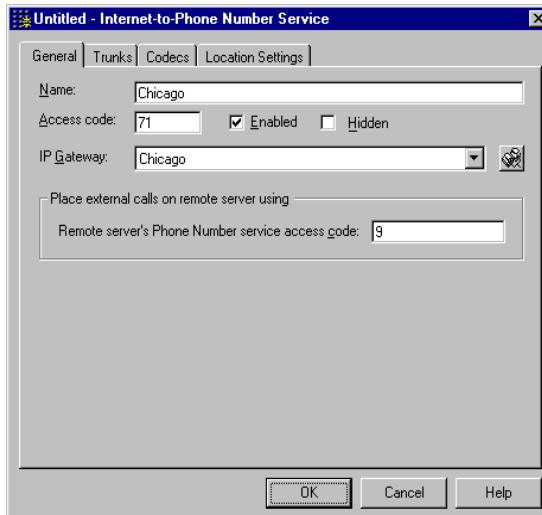 Untitled - Internet-to-Phone Number Service
General Trunks Codecs Location Settings
Name: Chicago
Access code: 71 Enabled Hidden
IP Gateway: Chicago
Place external calls on remote server using
Remote server's Phone Number service access code: 9
OK Cancel Help